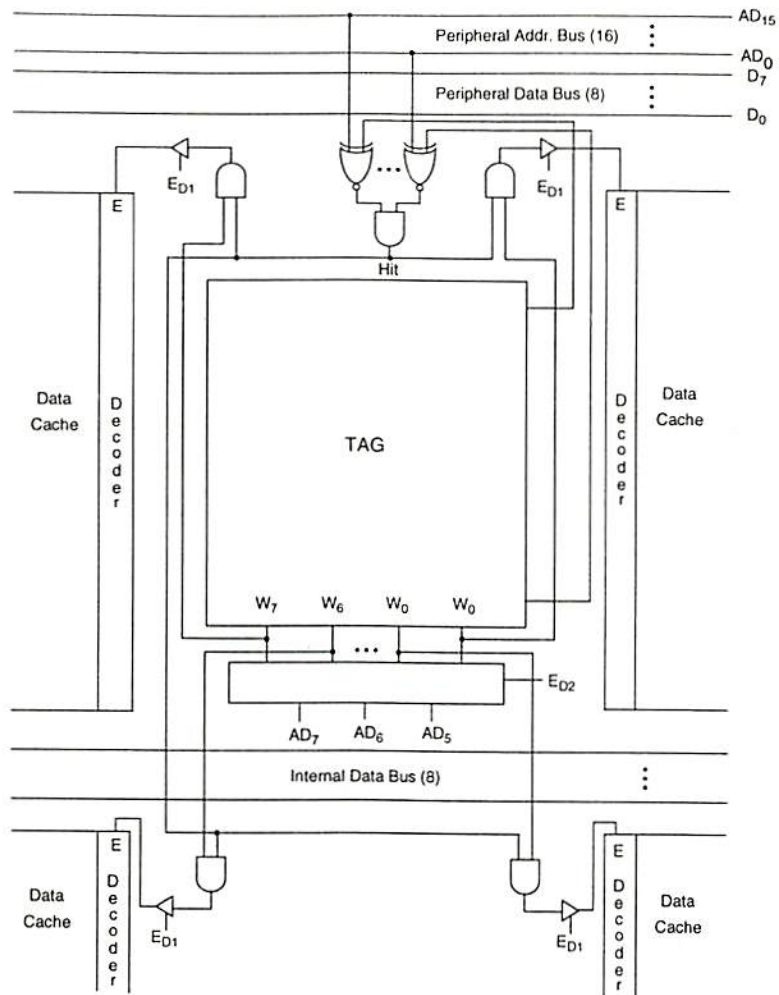 AD15
Peripheral Addr. Bus (16)
AD0
D7
Peripheral Data Bus (8)
D0
ED1
ED1
E
E
Hit
Data
Cache
Decoder
TAG
Decoder
Data
Cache
W7 W6 W0 W0
ED2
AD7 AD6 AD5
Internal Data Bus (8)
E
E
Data
Cache
Decoder
ED1
ED1
Decoder
Data
Cache